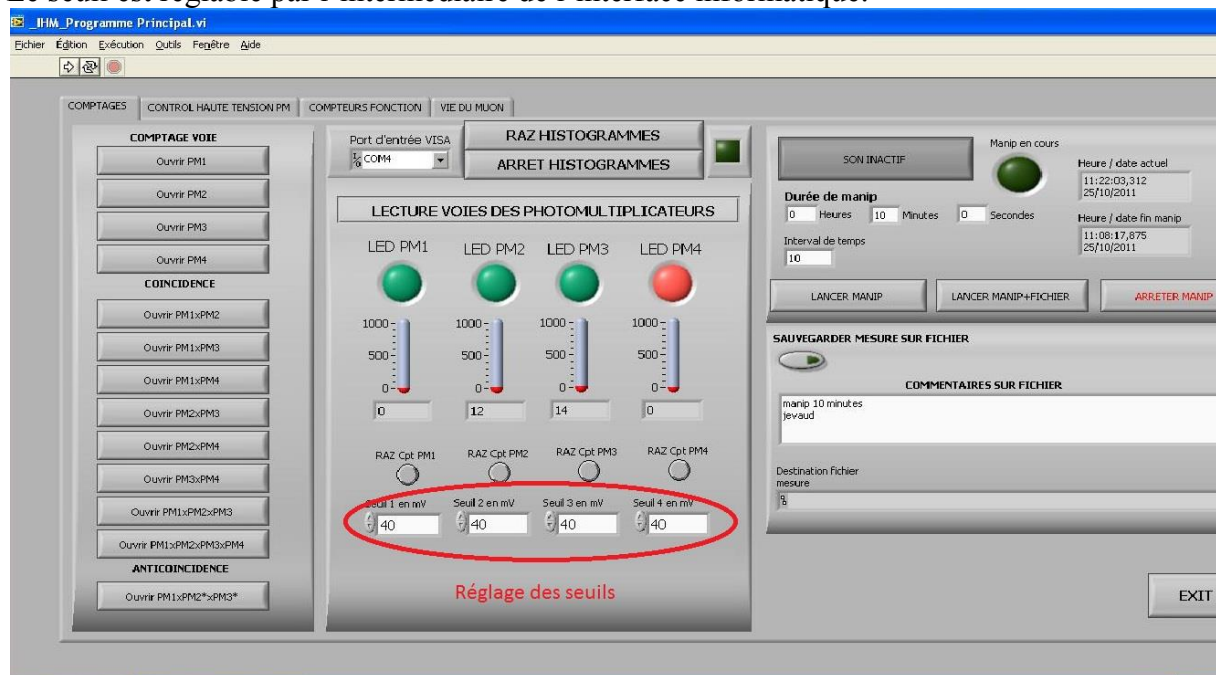 Le seuil est réglable par l'intermédiaire de l'interface informatique.
_IHM_Programme Principal.vi
Fichier Édition Exécution Outils Fenêtre Aide
COMPTAGES CONTROL HAUTE TENSION PM COMPTEURS FONCTION VIE DU MUON
COMPTAGE VOIE
Ouvrir PM1
Ouvrir PM2
Ouvrir PM3
Ouvrir PM4
COINCIDENCE
Ouvrir PM1xPM2
Ouvrir PM1xPM3
Ouvrir PM1xPM4
Ouvrir PM2xPM3
Ouvrir PM2xPM4
Ouvrir PM3xPM4
Ouvrir PM1xPM2xPM3
Ouvrir PM1xPM2xPM3xPM4
ANTICOINCIDENCE
Ouvrir PM1xPM2*xPM3*
Port d'entrée VISA
COM4
RAZ HISTOGRAMMES
ARRET HISTOGRAMMES
LECTURE VOIES DES PHOTOMULTIPLICATEURS
LED PM1 LED PM2 LED PM3 LED PM4
1000 1000 1000 1000
500 500 500 500
0 0 0 0
0 12 14 0
RAZ Cpt PM1 RAZ Cpt PM2 RAZ Cpt PM3 RAZ Cpt PM4
Seuil 1 en mV Seuil 2 en mV Seuil 3 en mV Seuil 4 en mV
40 40 40 40
Réglage des seuils
SON INACTIF
Manip en cours
Heure / date actuel
11:22:03,312
25/10/2011
Durée de manip
0 Heures 10 Minutes 0 Secondes
Heure / date fin manip
11:08:17,875
25/10/2011
Interval de temps
10
LANCER MANIP LANCER MANIP+FICHIER ARRETER MANIP
SAUVEGARDER MESURE SUR FICHIER
COMMENTAIRES SUR FICHIER
manip 10 minutes
jevaud
Destination fichier
mesure
EXIT